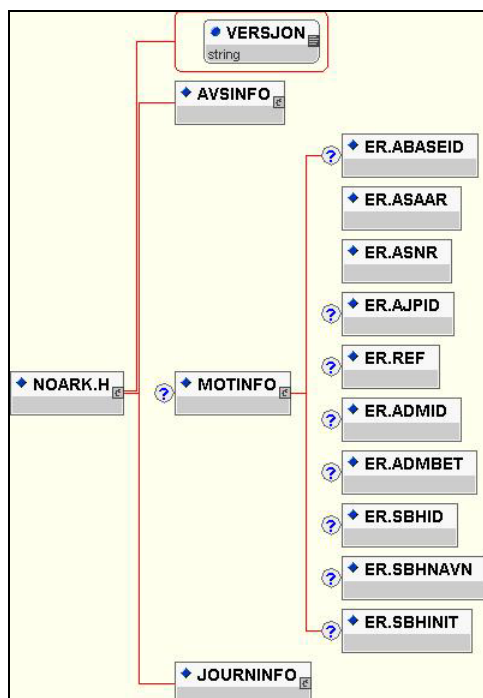 VERSJON
string
AVSINFO
? ER.ABASEID
ER.ASAAR
ER.ASNR
? ER.AJPID
? ER.REF
NOARK.H
? MOTINFO
? ER.ADMID
? ER.ADMBET
? ER.SBHID
? ER.SBHNAVN
? ER.SBHINIT
JOURNINFO